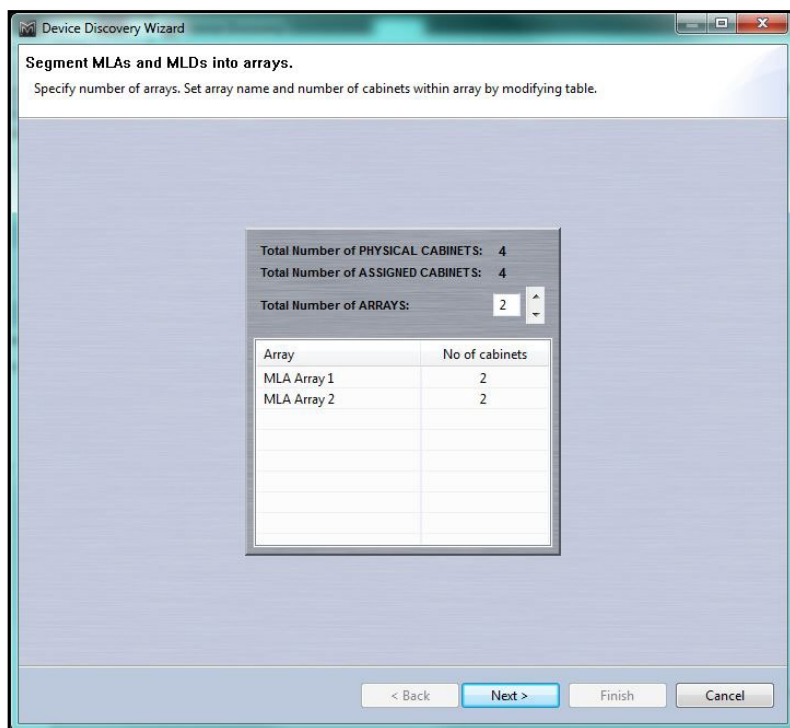 Device Discovery Wizard
Segment MLAs and MLDs into arrays.
Specify number of arrays. Set array name and number of cabinets within array by modifying table.
Total Number of PHYSICAL CABINETS: 4
Total Number of ASSIGNED CABINETS: 4
Total Number of ARRAYS: 2
Array No of cabinets
MLA Array 1 2
MLA Array 2 2
< Back Next > Finish Cancel